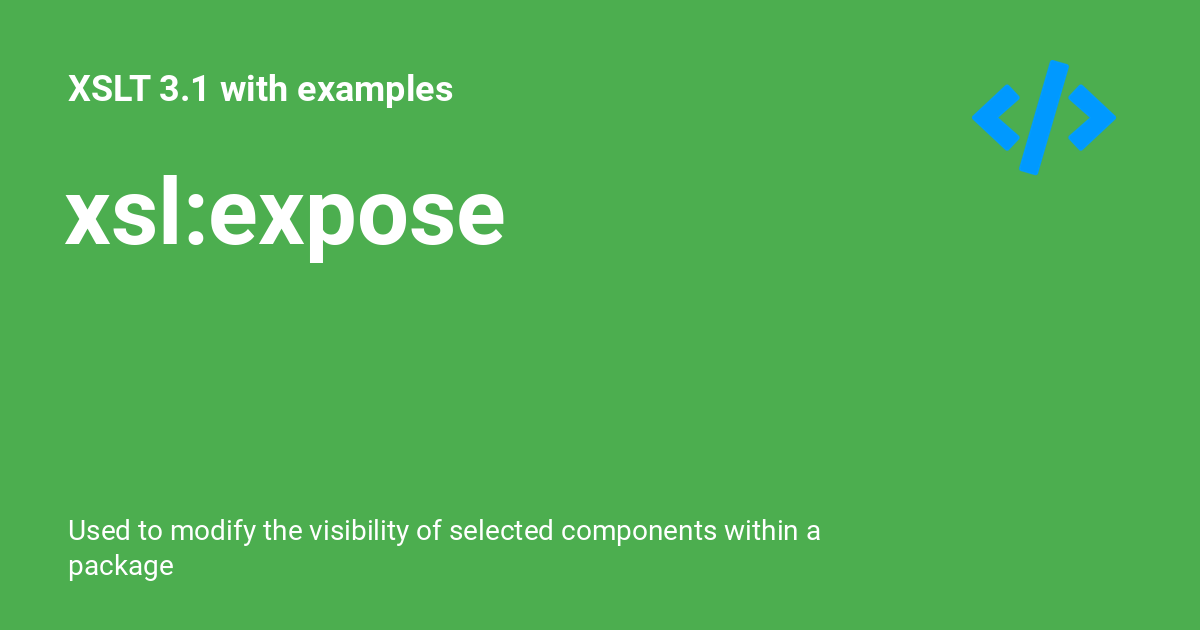 XSLT 3.1 with examples
xsl:expose
Used to modify the visibility of selected components within a
package